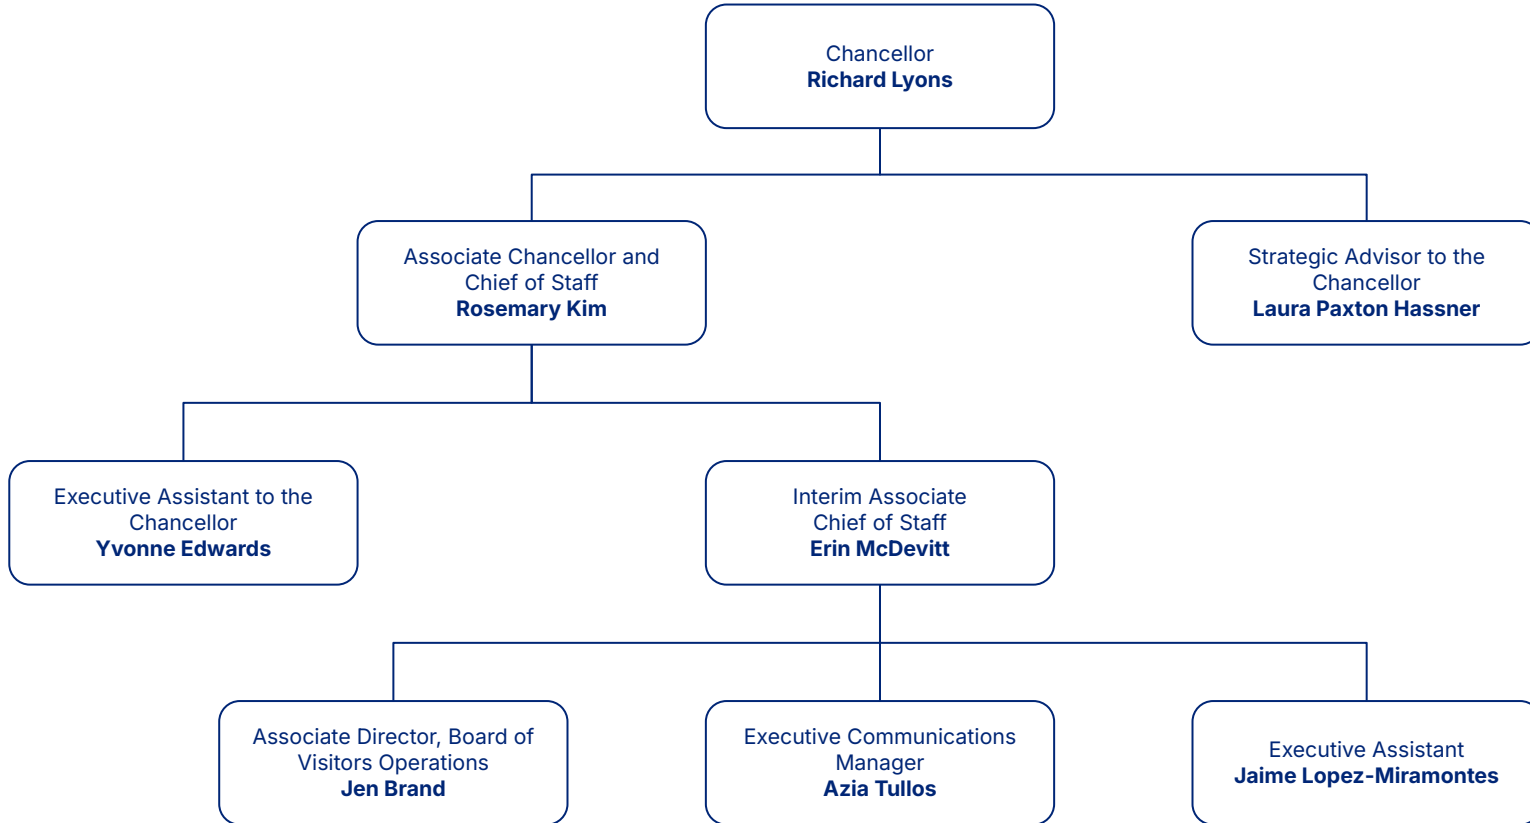 Chancellor
Richard Lyons
Associate Chancellor and
Chief of Staff
Rosemary Kim
Strategic Advisor to the
Chancellor
Laura Paxton Hassner
Executive Assistant to the
Chancellor
Yvonne Edwards
Interim Associate
Chief of Staff
Erin McDevitt
Associate Director, Board of
Visitors Operations
Jen Brand
Executive Communications
Manager
Azia Tullos
Executive Assistant
Jaime Lopez-Miramontes